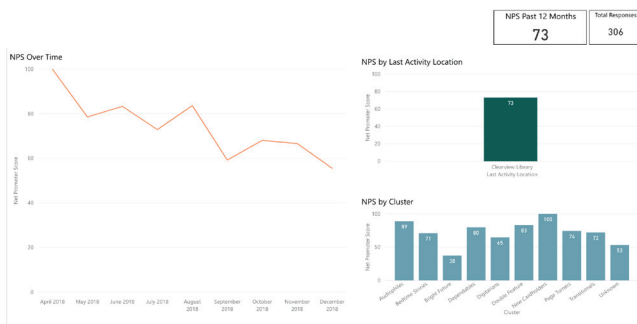 NPS Past 12 Months
73
Total Responses
306
NPS Over Time
Net Promoter Score
100
80
60
40
20
0
April 2018
May 2018
June 2018
July 2018
August
2018
September
2018
October
2018
November
2018
December
2018
NPS by Last Activity Location
Net Promoter Score
100
80
60
40
20
0
73
Clearview Library
Last Activity Location
NPS by Cluster
Net Promoter Score
100
50
0
89
71
38
80
65
83
100
74
72
53
Audiophiles
Bedtime Stories
Bright Future
Dependables
Digitarians
Double Feature
New Cardholders
Page Turners
Transitionals
Unknown
Cluster